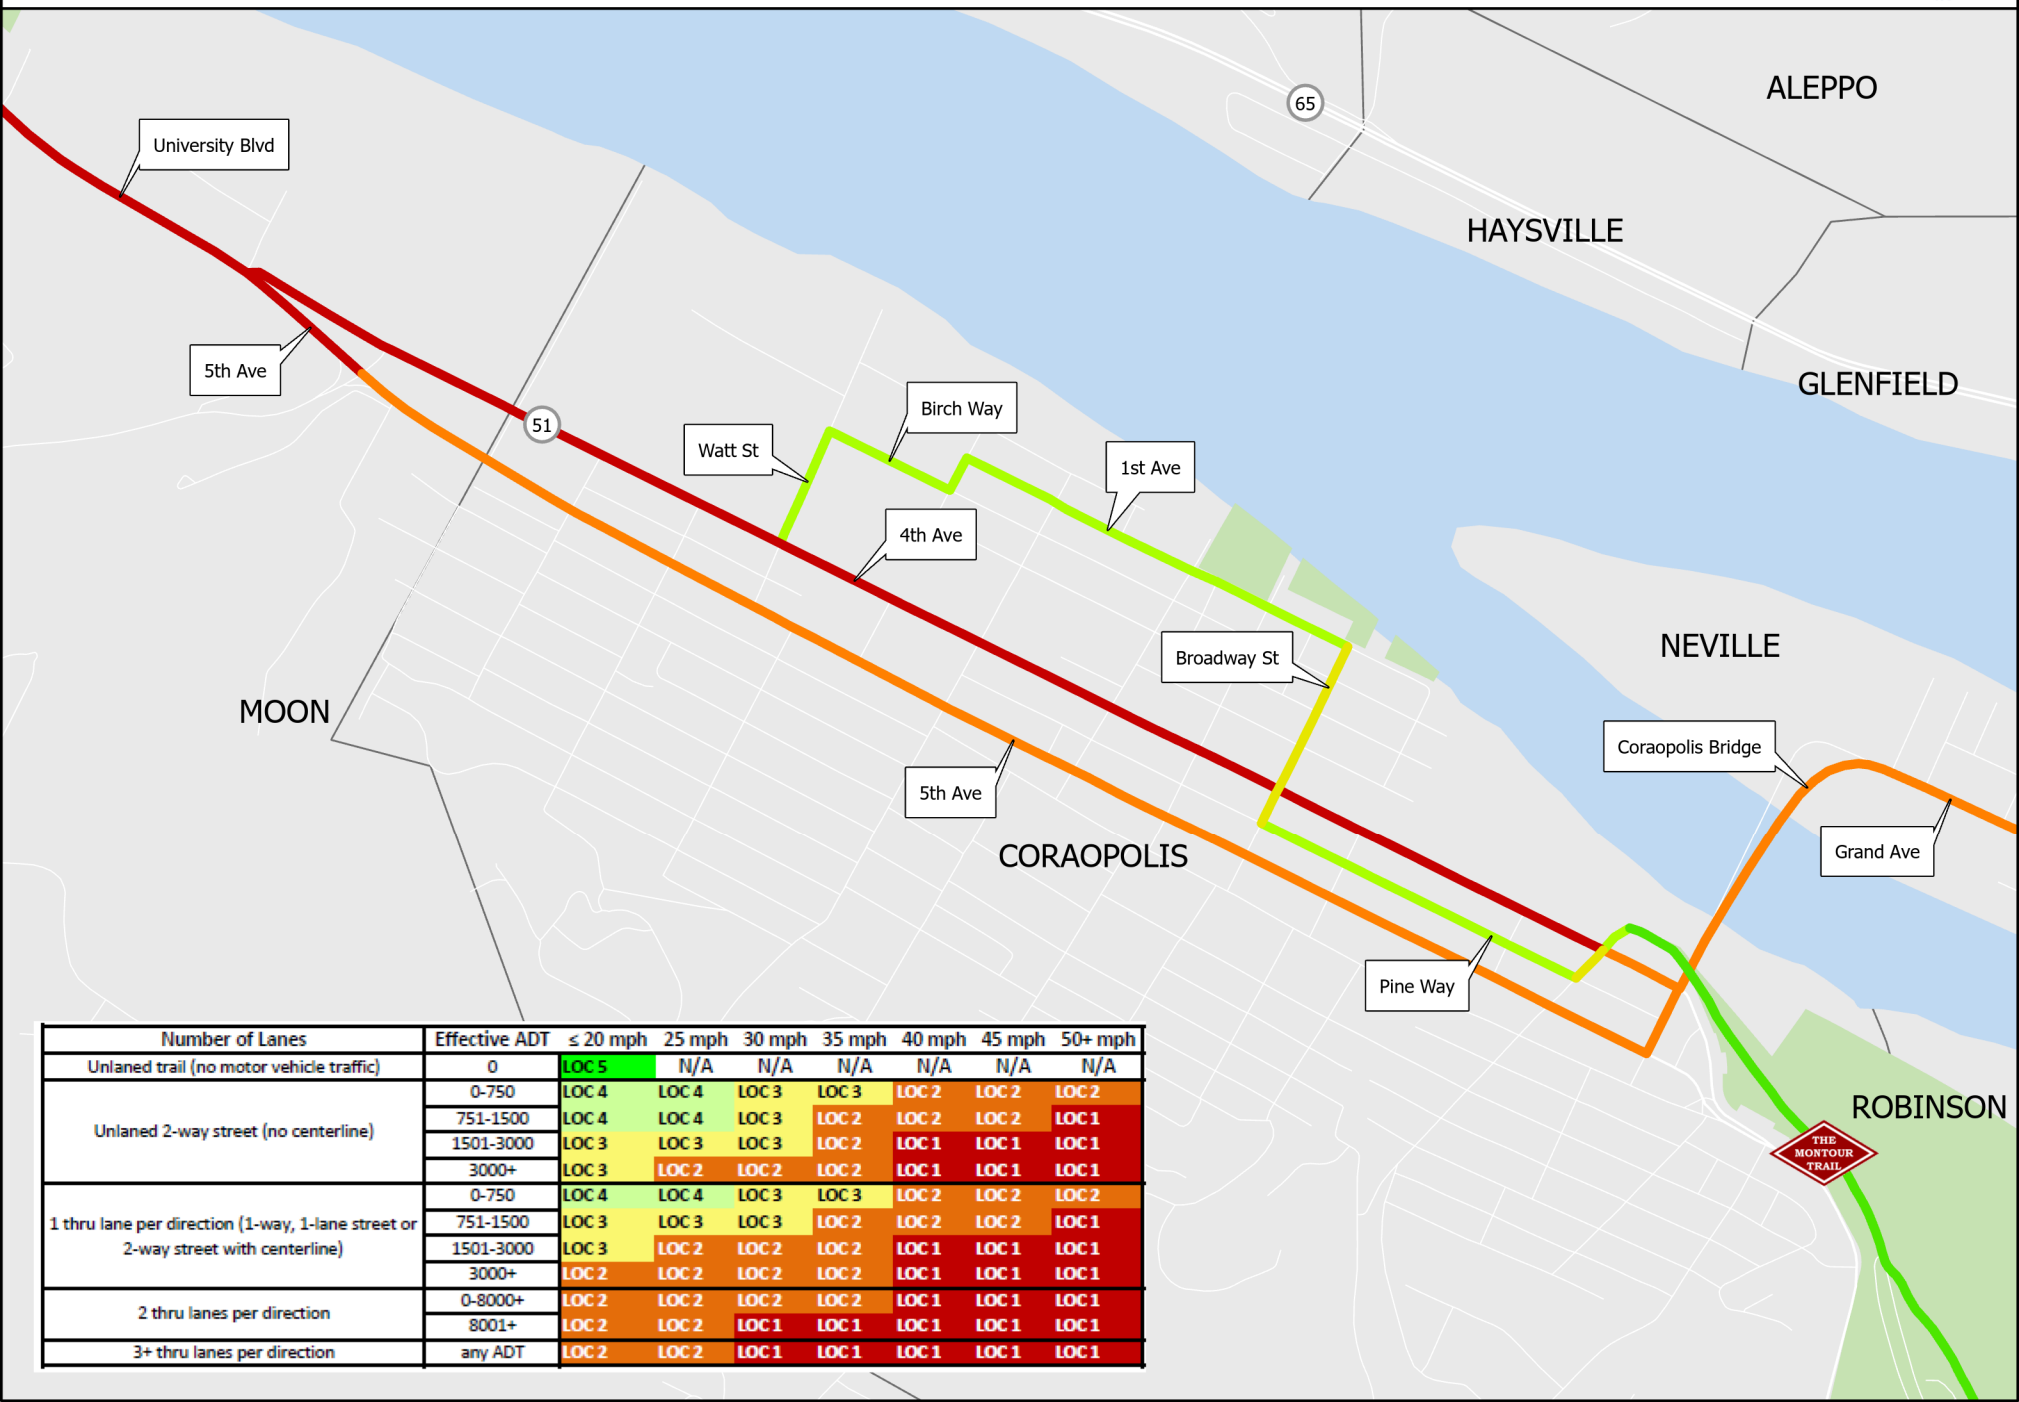 ALEPPO
65
University Blvd
HAYSVILLE
5th Ave
GLENFIELD
Birch Way
51
Watt St
1st Ave
4th Ave
Broadway St
NEVILLE
MOON
Coraopolis Bridge
5th Ave
CORAOPOLIS
Grand Ave
Pine Way
ROBINSON
THE
MONTOUR
TRAIL
Number of Lanes Effective ADT ≤ 20 mph 25 mph 30 mph 35 mph 40 mph 45 mph 50+ mph
Unlaned trail (no motor vehicle traffic) 0 LOC 5 N/A N/A N/A N/A N/A N/A
Unlaned 2-way street (no centerline)
0-750 LOC 4 LOC 4 LOC 3 LOC 3 LOC 2 LOC 2 LOC 2
751-1500 LOC 4 LOC 4 LOC 3 LOC 2 LOC 2 LOC 2 LOC 1
1501-3000 LOC 3 LOC 3 LOC 3 LOC 2 LOC 1 LOC 1 LOC 1
3000+ LOC 3 LOC 2 LOC 2 LOC 2 LOC 1 LOC 1 LOC 1
1 thru lane per direction (1-way, 1-lane street or
2-way street with centerline)
0-750 LOC 4 LOC 4 LOC 3 LOC 3 LOC 2 LOC 2 LOC 2
751-1500 LOC 3 LOC 3 LOC 3 LOC 2 LOC 2 LOC 2 LOC 1
1501-3000 LOC 3 LOC 2 LOC 2 LOC 2 LOC 1 LOC 1 LOC 1
3000+ LOC 2 LOC 2 LOC 2 LOC 2 LOC 1 LOC 1 LOC 1
2 thru lanes per direction
0-8000+ LOC 2 LOC 2 LOC 2 LOC 2 LOC 1 LOC 1 LOC 1
8001+ LOC 2 LOC 2 LOC 1 LOC 1 LOC 1 LOC 1 LOC 1
3+ thru lanes per direction any ADT LOC 2 LOC 2 LOC 1 LOC 1 LOC 1 LOC 1 LOC 1